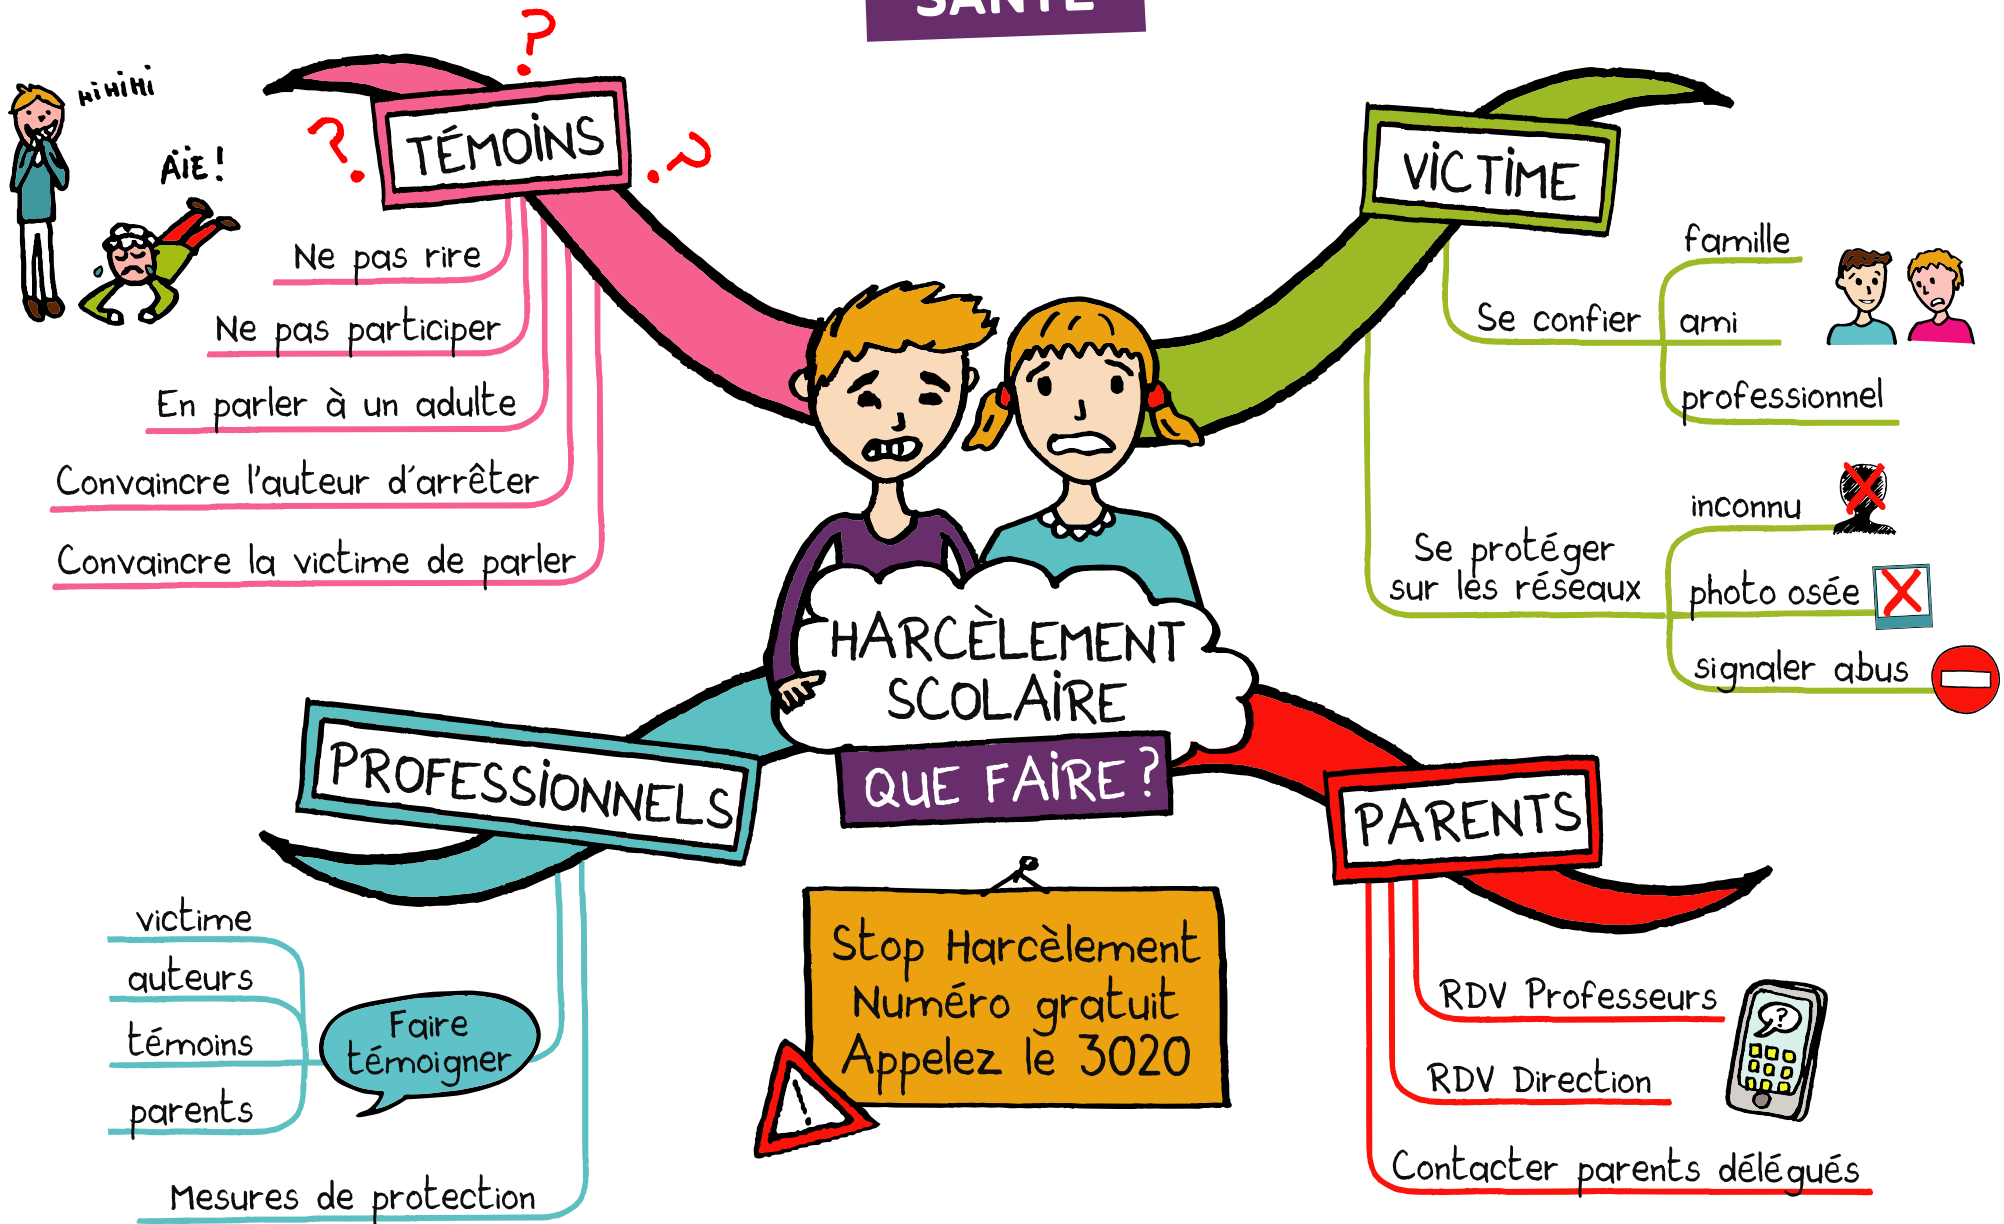 SANTÉ
HiHiHi
AÏE !
TÉMOINS
?
?
?
Ne pas rire
Ne pas participer
En parler à un adulte
Convaincre l'auteur d'arrêter
Convaincre la victime de parler
VICTIME
Se confier
famille
ami
professionnel
Se protéger
sur les réseaux
inconnu
photo osée
signaler abus
HARCÈLEMENT
SCOLAIRE
QUE FAIRE ?
PROFESSIONNELS
Faire
témoigner
victime
auteurs
témoins
parents
Mesures de protection
Stop Harcèlement
Numéro gratuit
Appelez le 3020
!
PARENTS
RDV Professeurs
RDV Direction
Contacter parents délégués
?